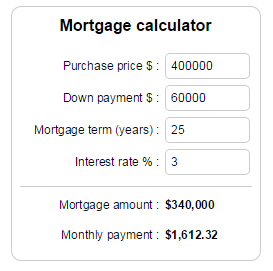 Mortgage calculator
Purchase price $ : 400000
Down payment $ : 60000
Mortgage term (years) : 25
Interest rate % : 3
Mortgage amount : $340,000
Monthly payment : $1,612.32